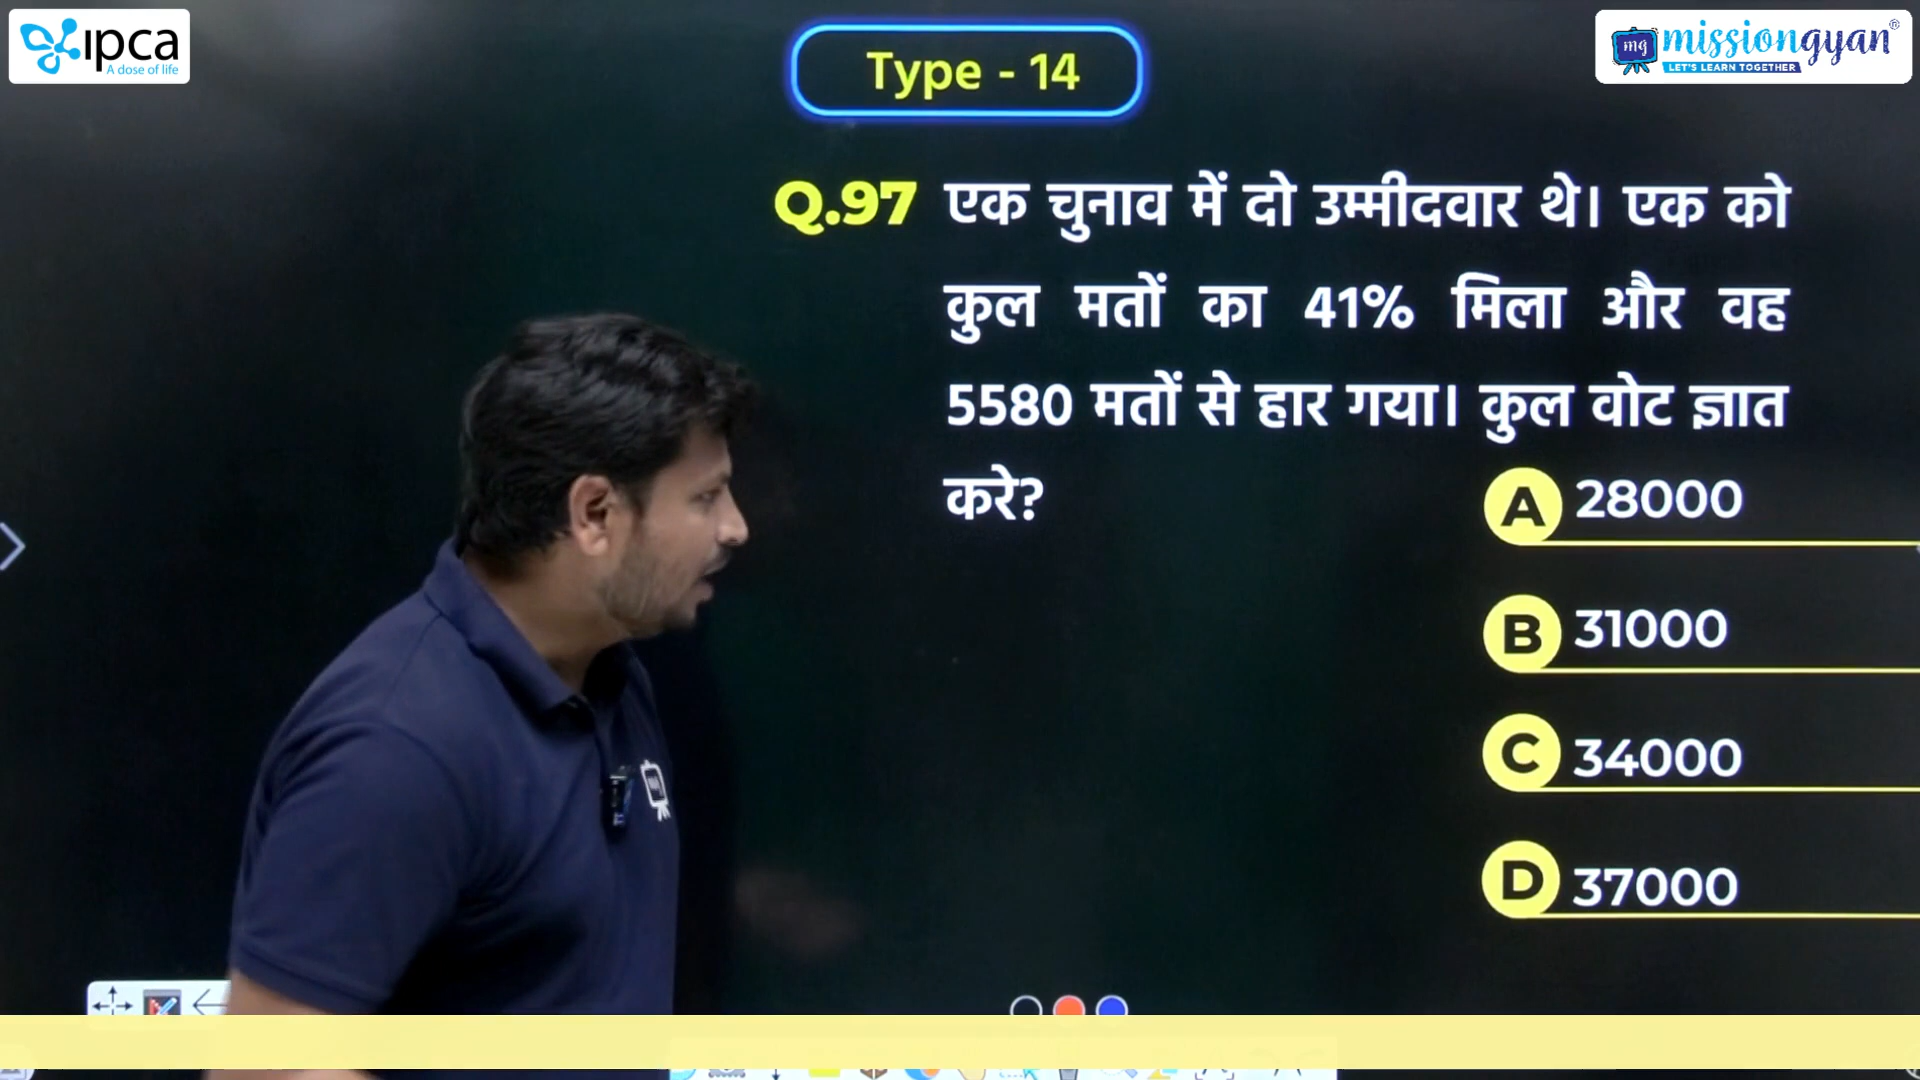 ipca
A dose of life
Type - 14
mg missiongyan®
LET'S LEARN TOGETHER
Q.97 एक चुनाव में दो उम्मीदवार थे। एक को
कुल मतों का 41% मिला और वह
5580 मतों से हार गया। कुल वोट ज्ञात
करे?
A 28000
B 31000
C 34000
D 37000